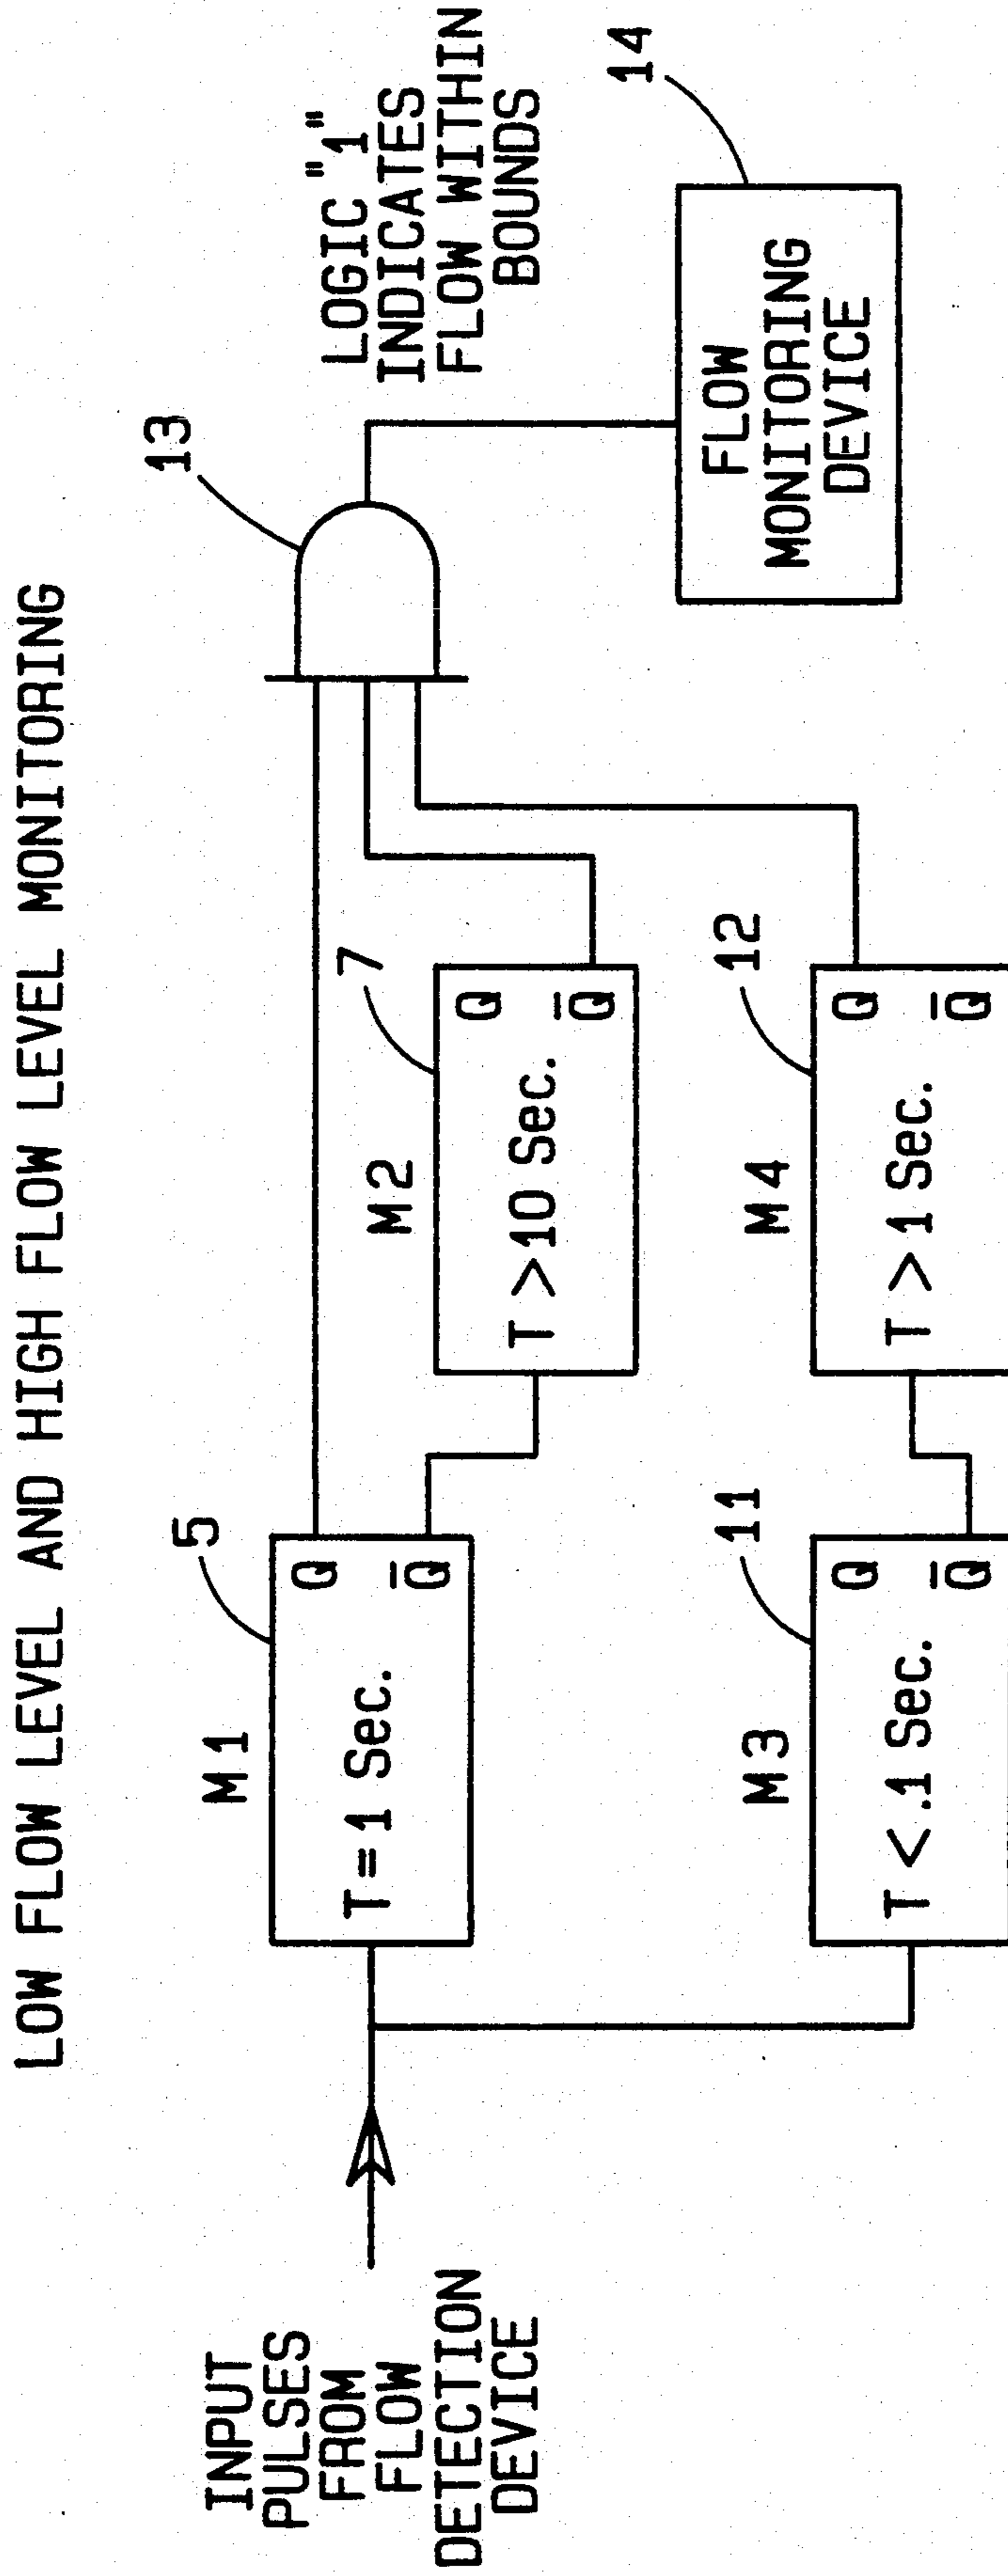 LOW FLOW LEVEL AND HIGH FLOW LEVEL MONITORING
INPUT
PULSES
FROM
FLOW
DETECTION
DEVICE
M1
5
T = 1 Sec.
Q
Q̅
M2
7
T > 10 Sec.
Q
Q̅
M3
11
T < .1 Sec.
Q
Q̅
M4
12
T > 1 Sec.
Q
Q̅
13
LOGIC "1"
INDICATES
FLOW WITHIN
BOUNDS
14
FLOW
MONITORING
DEVICE